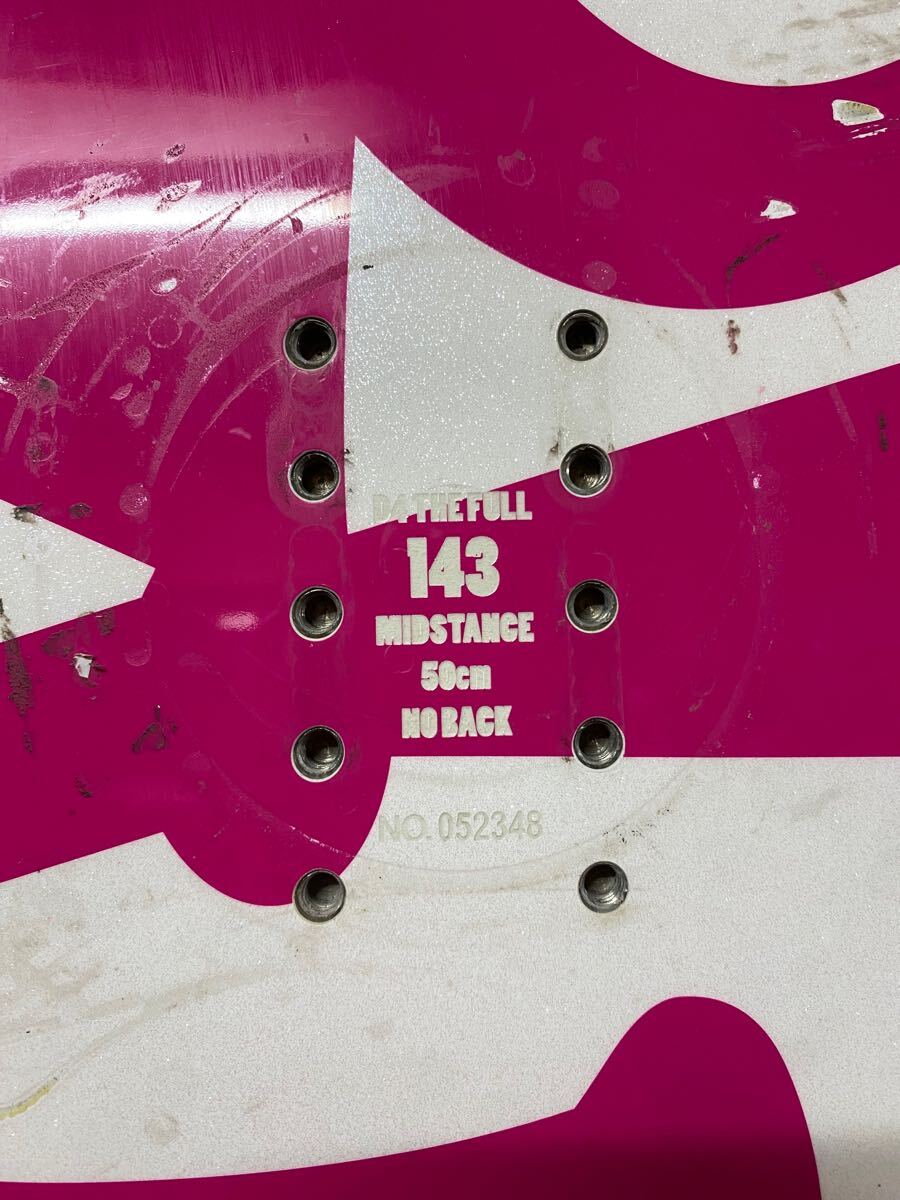 D4 THE FULL
143
MIDSTANCE
50cm
NO BACK
NO. 052348